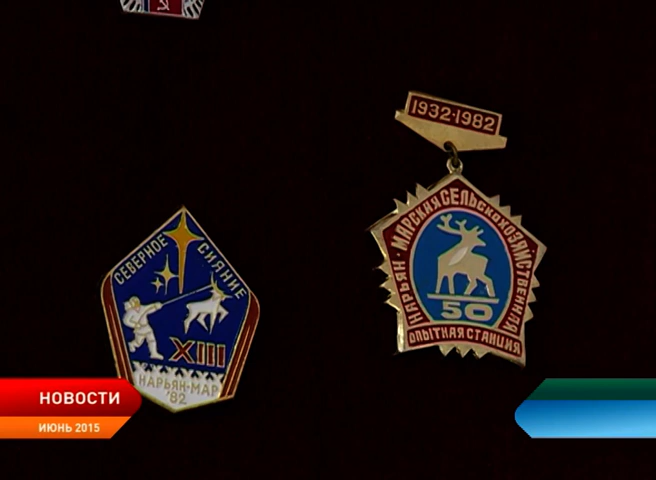 1932-1982
НАРЬЯН-МАРСКАЯ СЕЛЬСКОХОЗЯЙСТВЕННАЯ
50
ОПЫТНАЯ СТАНЦИЯ
СЕВЕРНОЕ
СИЯНИЕ
XIII
НАРЬЯН-МАР
'82
НОВОСТИ
ИЮНЬ 2015